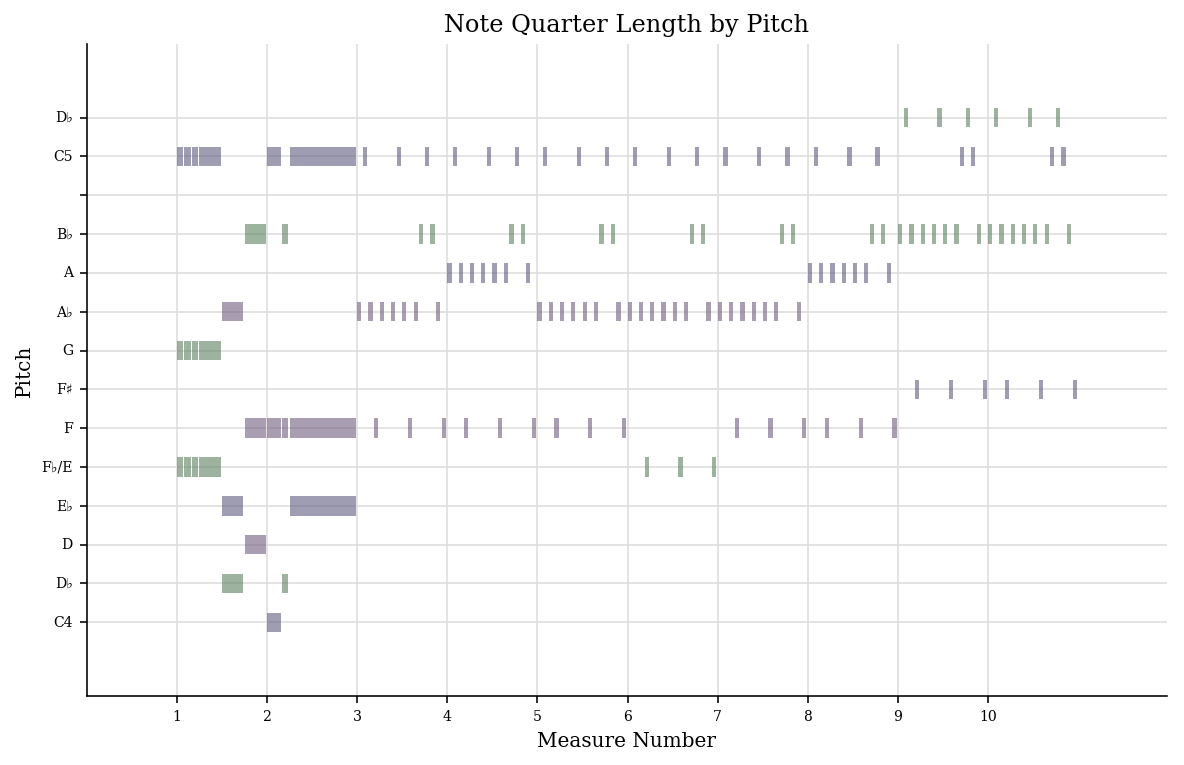 Note Quarter Length by Pitch
D♭
C5
B♭
A
A♭
G
F♯
F
F♭/E
E♭
D
D♭
C4
Pitch
1 2 3 4 5 6 7 8 9 10
Measure Number